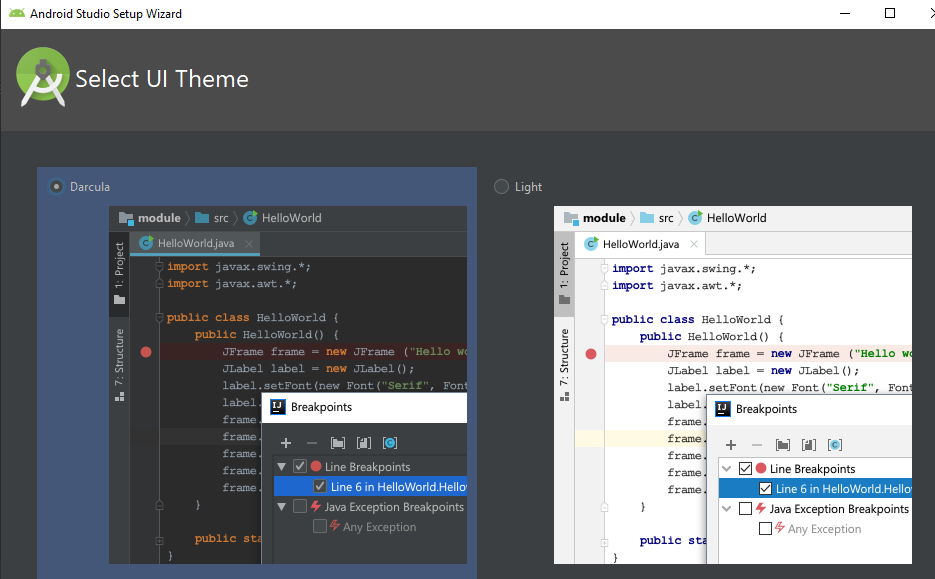 Android Studio Setup Wizard
Select UI Theme
Darcula
module src HelloWorld
1: Project
7: Structure
HelloWorld.java
import javax.swing.*;
import javax.awt.*;
public class HelloWorld {
public HelloWorld() {
JFrame frame = new JFrame ("Hello wo
JLabel label = new JLabel();
label.setFont(new Font("Serif", Font
label.
frame.
frame.
frame.
frame.
frame.
}
public sta
}
Breakpoints
Line Breakpoints
Line 6 in HelloWorld.Hello
Java Exception Breakpoints
Any Exception
Light
module src HelloWorld
1: Project
7: Structure
HelloWorld.java
import javax.swing.*;
import javax.awt.*;
public class HelloWorld {
public HelloWorld() {
JFrame frame = new JFrame ("Hello wo
JLabel label = new JLabel();
label.setFont(new Font("Serif", Font
label.
frame.
frame.
frame.
frame.
frame.
}
public sta
}
Breakpoints
Line Breakpoints
Line 6 in HelloWorld.Hello
Java Exception Breakpoints
Any Exception